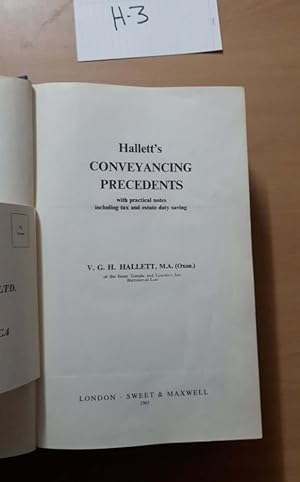 H-3
Hallett's
CONVEYANCING
PRECEDENTS
with practical notes
including tax and estate duty saving
V. G. H. HALLETT, M.A. (Oxon.)
of the Inner Temple and Lincoln's Inn
Barrister-at-Law
LONDON · SWEET & MAXWELL
LTD.